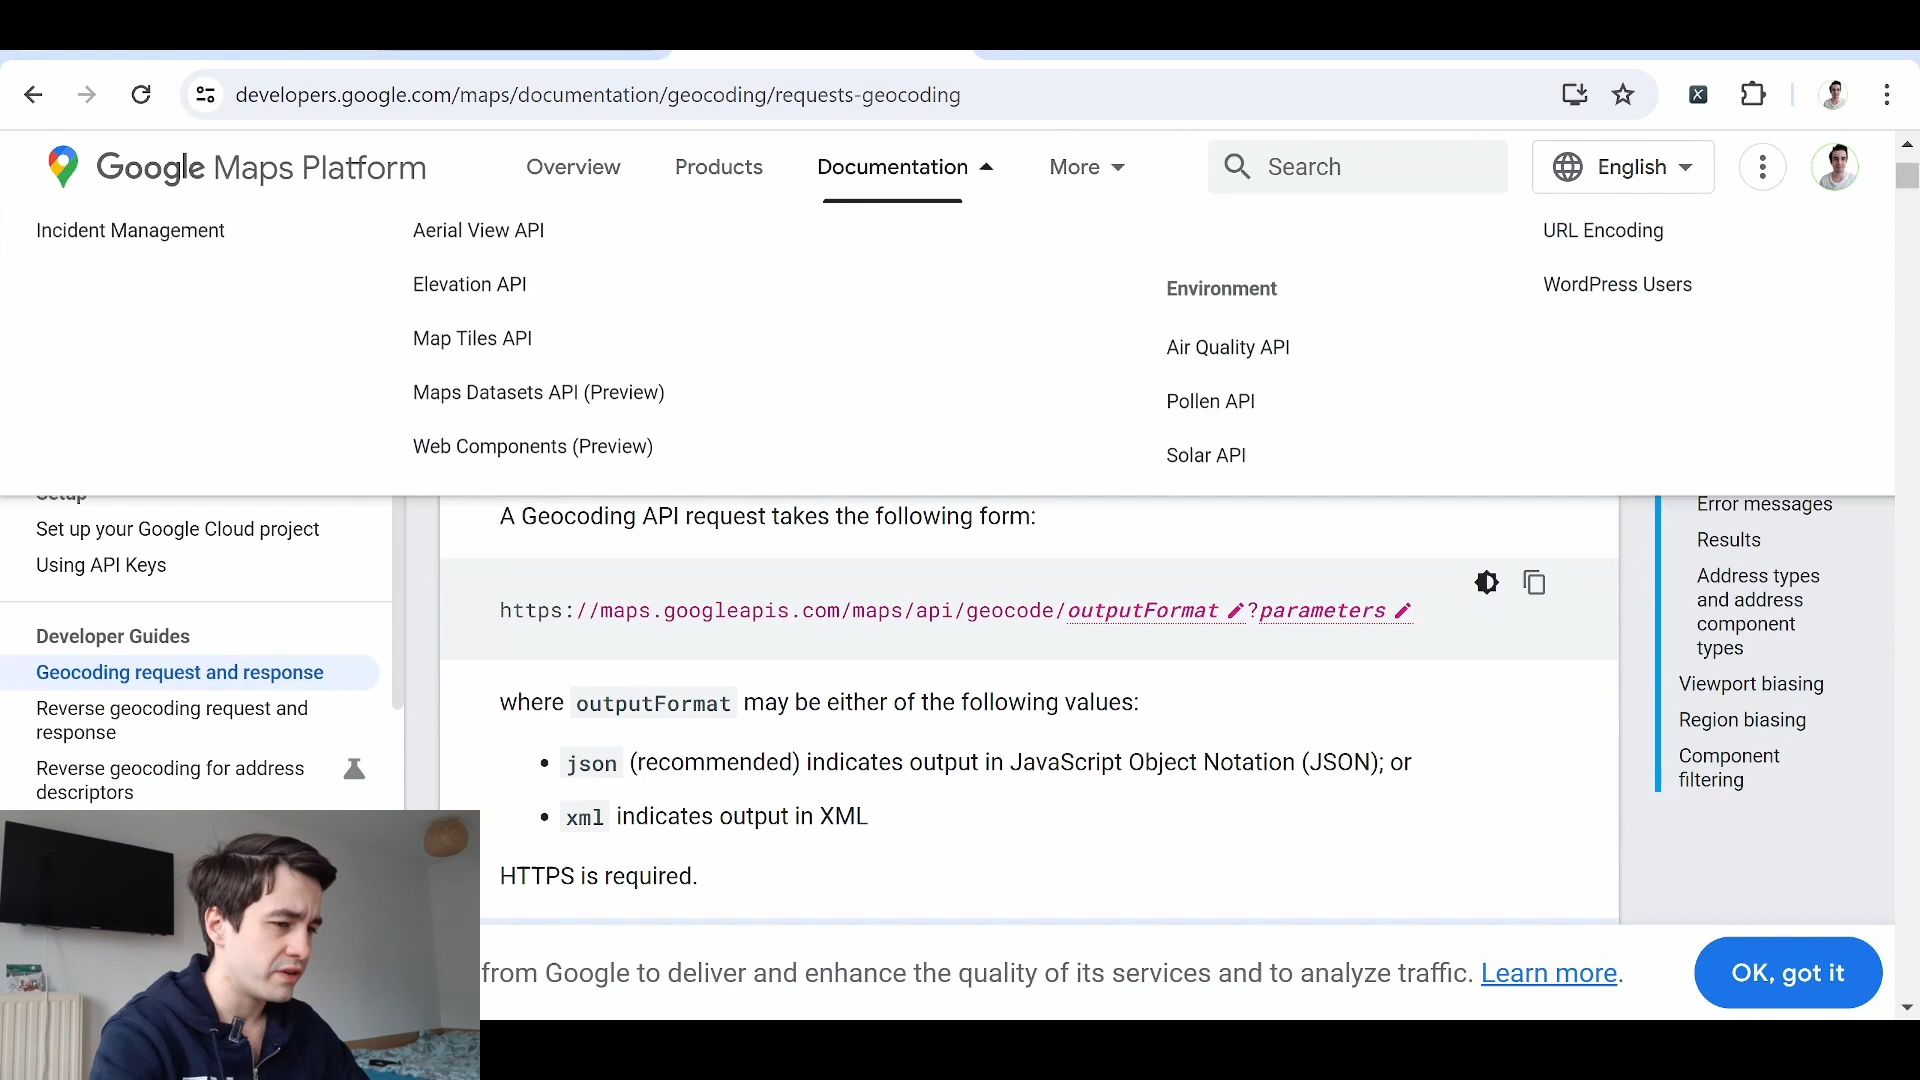 developers.google.com/maps/documentation/geocoding/requests-geocoding
Google Maps Platform
Overview
Products
Documentation
More
Search
English
Incident Management
Aerial View API
Elevation API
Map Tiles API
Maps Datasets API (Preview)
Web Components (Preview)
Environment
Air Quality API
Pollen API
Solar API
URL Encoding
WordPress Users
Setup
Set up your Google Cloud project
Using API Keys
Developer Guides
Geocoding request and response
Reverse geocoding request and
response
Reverse geocoding for address
descriptors
A Geocoding API request takes the following form:
https://maps.googleapis.com/maps/api/geocode/outputFormat?parameters
where outputFormat may be either of the following values:
• json (recommended) indicates output in JavaScript Object Notation (JSON); or
• xml indicates output in XML
HTTPS is required.
Error messages
Results
Address types
and address
component
types
Viewport biasing
Region biasing
Component
filtering
from Google to deliver and enhance the quality of its services and to analyze traffic. Learn more.
OK, got it